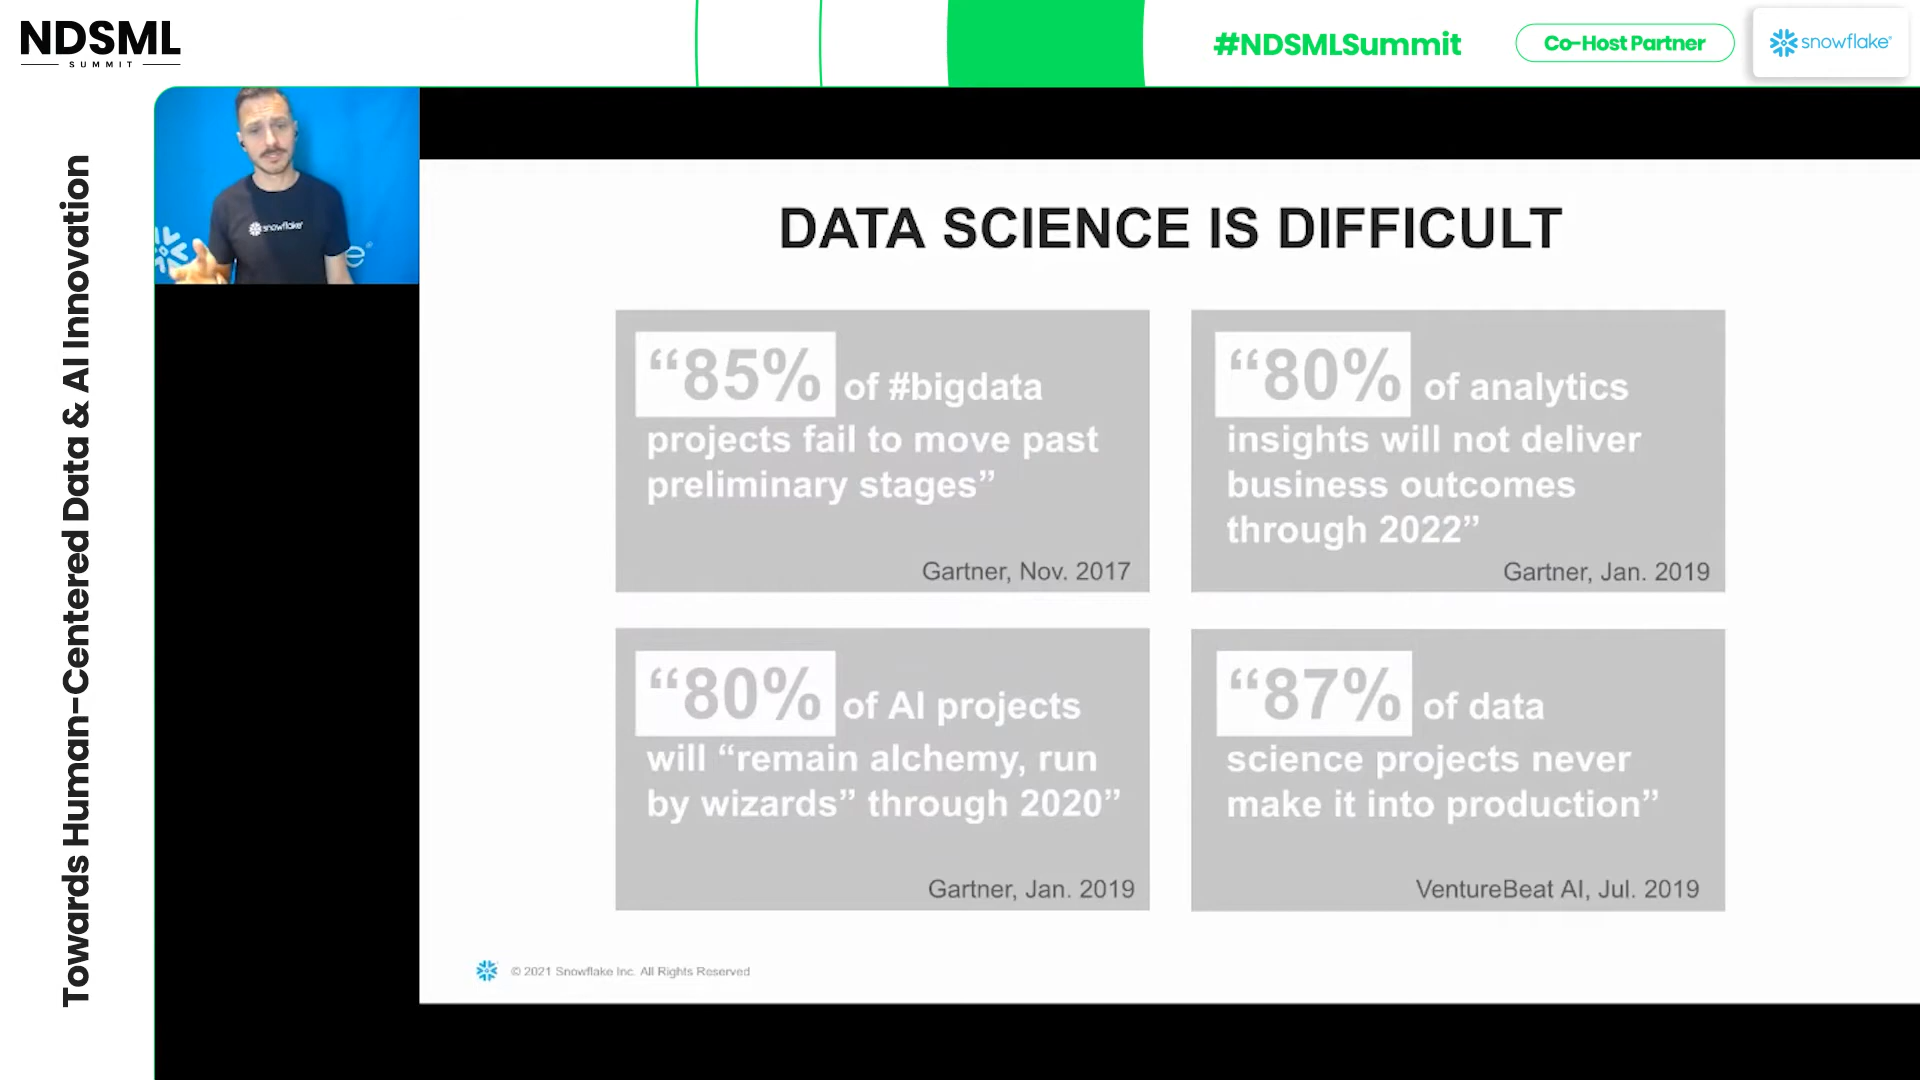 NDSML
SUMMIT
#NDSMLSummit
Co-Host Partner
snowflake®
Towards Human-Centered Data & AI Innovation
snowflake®
e®
DATA SCIENCE IS DIFFICULT
“85% of #bigdata
projects fail to move past
preliminary stages”
Gartner, Nov. 2017
“80% of analytics
insights will not deliver
business outcomes
through 2022”
Gartner, Jan. 2019
“80% of AI projects
will “remain alchemy, run
by wizards” through 2020”
Gartner, Jan. 2019
“87% of data
science projects never
make it into production”
VentureBeat AI, Jul. 2019
© 2021 Snowflake Inc. All Rights Reserved